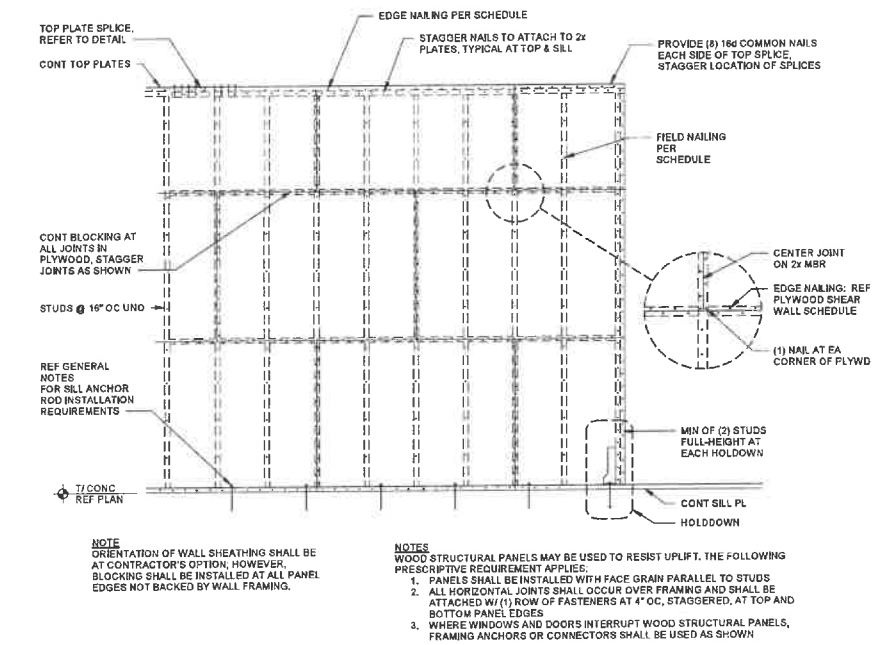 EDGE NAILING PER SCHEDULE
TOP PLATE SPLICE,
REFER TO DETAIL
STAGGER NAILS TO ATTACH TO 2x
PLATES, TYPICAL AT TOP & SILL
PROVIDE (8) 16d COMMON NAILS
EACH SIDE OF TOP SPLICE,
STAGGER LOCATION OF SPLICES
CONT TOP PLATES
FIELD NAILING
PER
SCHEDULE
CONT BLOCKING AT
ALL JOINTS IN
PLYWOOD, STAGGER
JOINTS AS SHOWN
CENTER JOINT
ON 2x MBR
EDGE NAILING: REF
PLYWOOD SHEAR
WALL SCHEDULE
STUDS @ 16" OC UNO
(1) NAIL AT EA
CORNER OF PLYWD
REF GENERAL
NOTES
FOR SILL ANCHOR
ROD INSTALLATION
REQUIREMENTS
MIN OF (2) STUDS
FULL-HEIGHT AT
EACH HOLDOWN
T/CONC
REF PLAN
CONT SILL PL
HOLDDOWN
NOTE
ORIENTATION OF WALL SHEATHING SHALL BE
AT CONTRACTOR'S OPTION; HOWEVER,
BLOCKING SHALL BE INSTALLED AT ALL PANEL
EDGES NOT BACKED BY WALL FRAMING.
NOTES
WOOD STRUCTURAL PANELS MAY BE USED TO RESIST UPLIFT. THE FOLLOWING
PRESCRIPTIVE REQUIREMENT APPLIES:
1. PANELS SHALL BE INSTALLED WITH FACE GRAIN PARALLEL TO STUDS
2. ALL HORIZONTAL JOINTS SHALL OCCUR OVER FRAMING AND SHALL BE
ATTACHED W/ (1) ROW OF FASTENERS AT 4" OC, STAGGERED, AT TOP AND
BOTTOM PANEL EDGES
3. WHERE WINDOWS AND DOORS INTERRUPT WOOD STRUCTURAL PANELS,
FRAMING ANCHORS OR CONNECTORS SHALL BE USED AS SHOWN